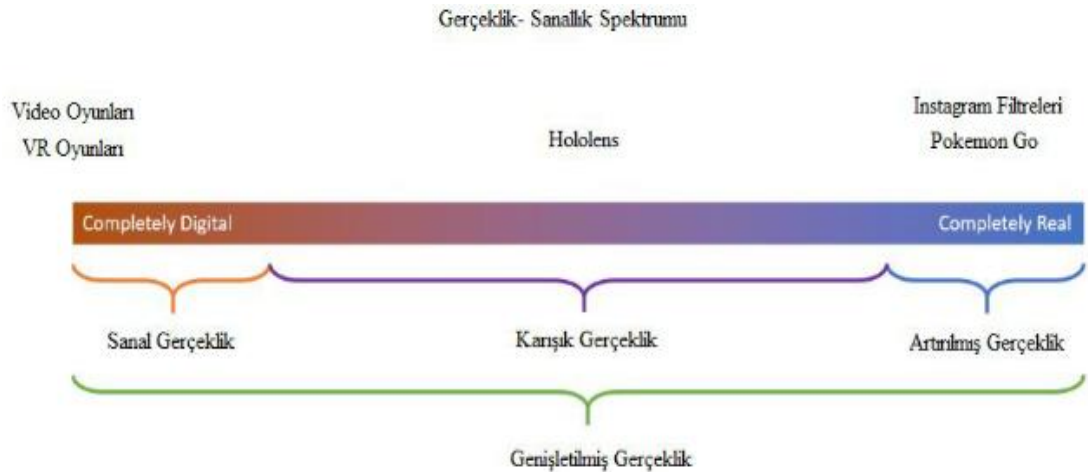 Gerçeklik- Sanallık Spektrumu
Video Oyunları
VR Oyunları
Hololens
Instagram Filtreleri
Pokemon Go
Completely Digital
Completely Real
Sanal Gerçeklik
Karışık Gerçeklik
Artırılmış Gerçeklik
Genişletilmiş Gerçeklik